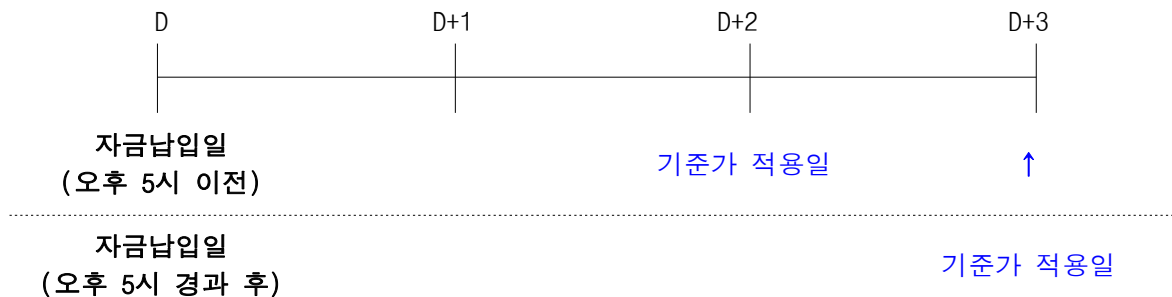 D D+1 D+2 D+3
자금납입일
(오후 5시 이전)
기준가 적용일 ↑
자금납입일
(오후 5시 경과 후)
기준가 적용일